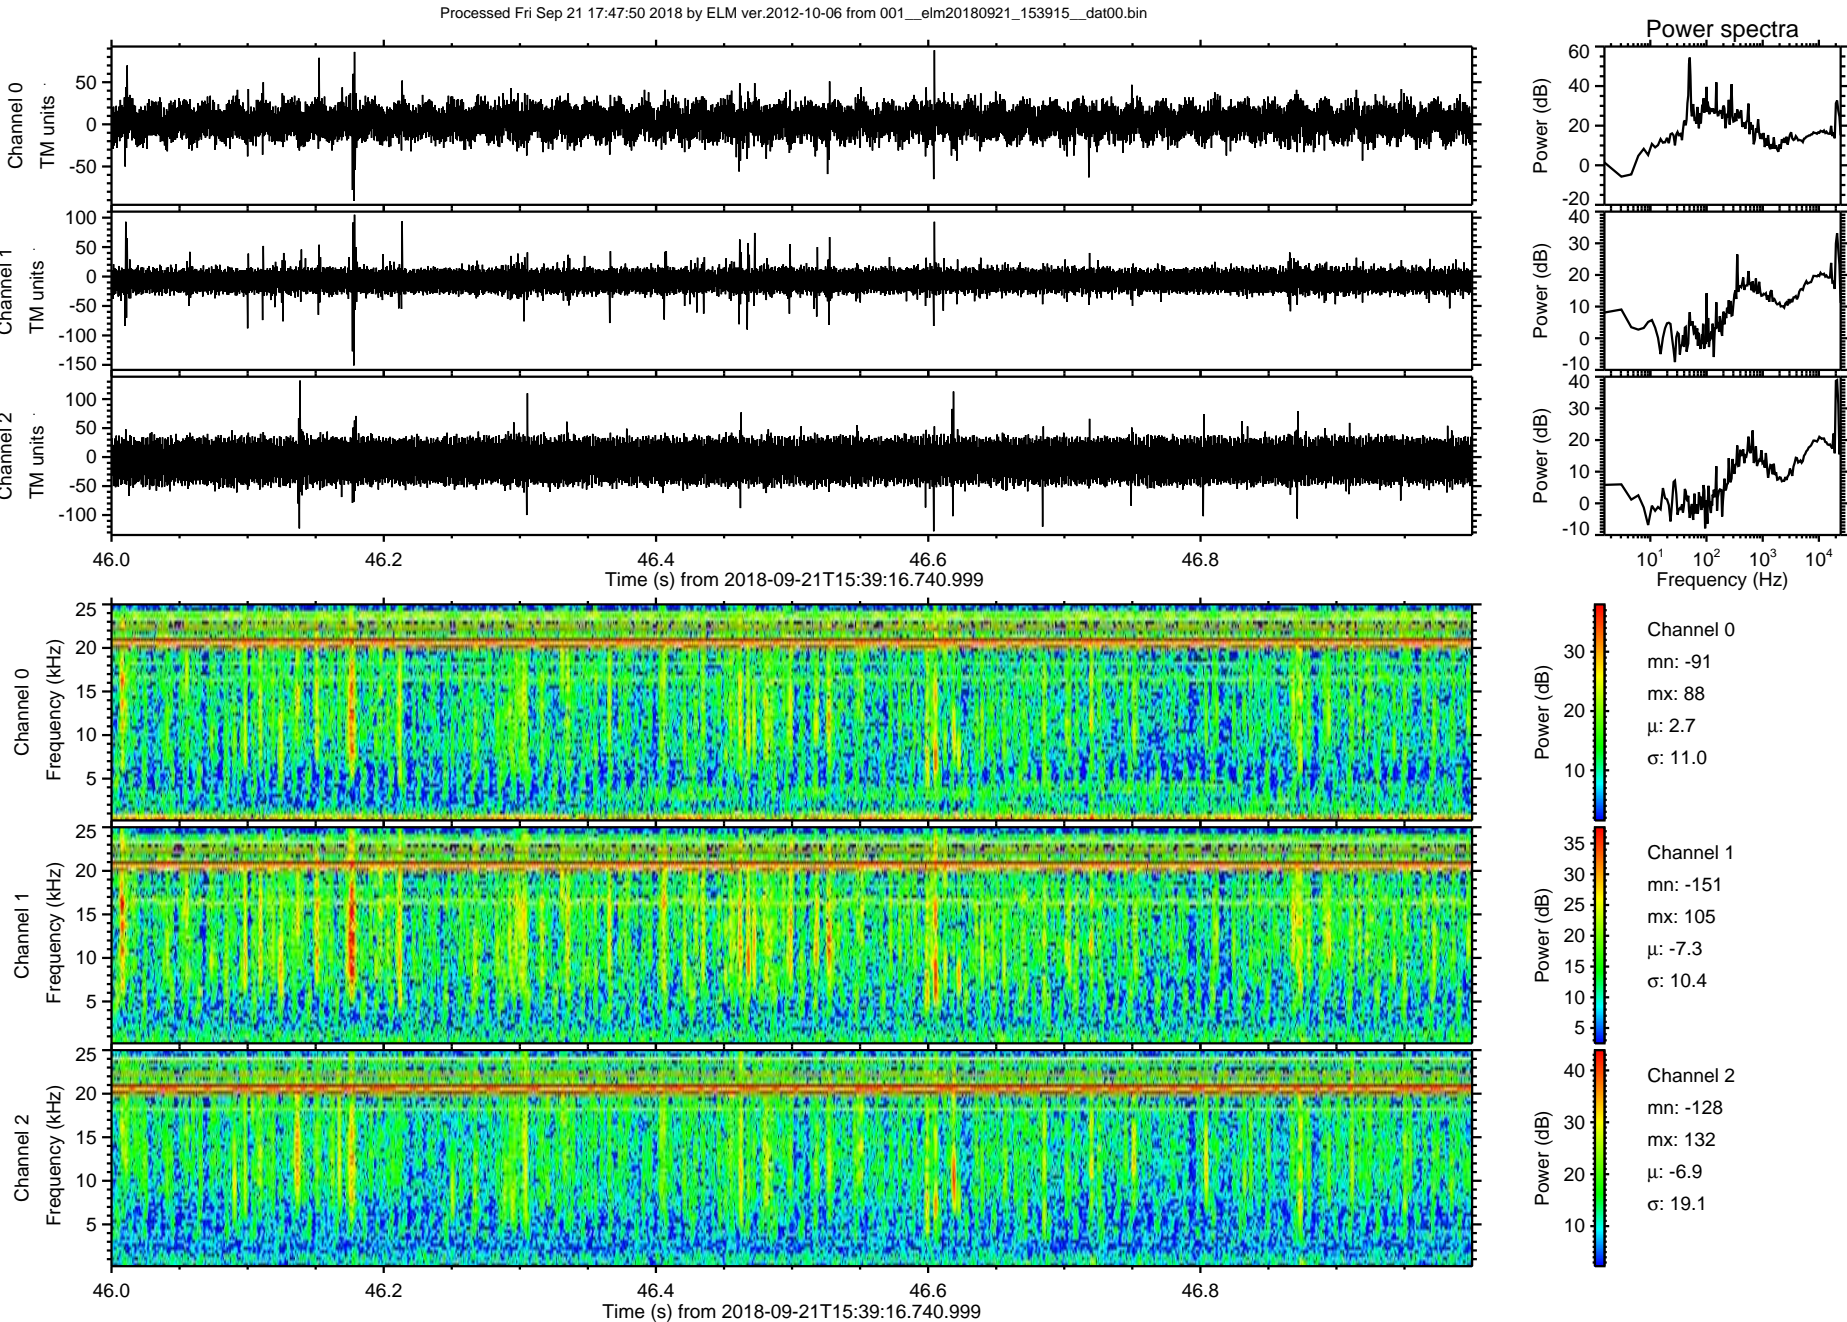 Processed Fri Sep 21 17:47:50 2018 by ELM ver.2012-10-06 from 001__elm20180921_153915__dat00.bin
Power spectra
Channel 0
TM units
50
0
-50
Power (dB)
60
40
20
0
-20
Channel 1
TM units
100
50
0
-50
-100
-150
Power (dB)
40
30
20
10
0
-10
Channel 2
TM units
100
50
0
-50
-100
Power (dB)
40
30
20
10
0
-10
46.0 46.2 46.4 46.6 46.8
Time (s) from 2018-09-21T15:39:16.740.999
10¹ 10² 10³ 10⁴
Frequency (Hz)
Channel 0
Frequency (kHz)
25
20
15
10
5
Power (dB)
30
20
10
Channel 0
mn: -91
mx: 88
μ: 2.7
σ: 11.0
Channel 1
Frequency (kHz)
25
20
15
10
5
Power (dB)
35
30
25
20
15
10
5
Channel 1
mn: -151
mx: 105
μ: -7.3
σ: 10.4
Channel 2
Frequency (kHz)
25
20
15
10
5
Power (dB)
40
30
20
10
Channel 2
mn: -128
mx: 132
μ: -6.9
σ: 19.1
46.0 46.2 46.4 46.6 46.8
Time (s) from 2018-09-21T15:39:16.740.999